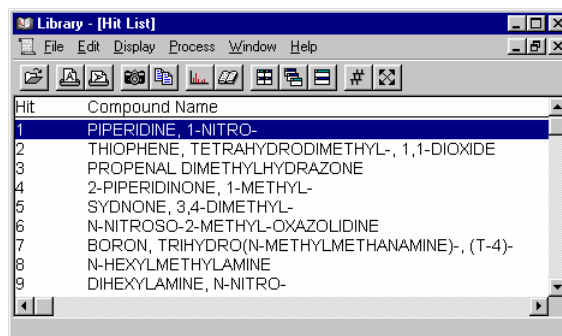 Library - [Hit List]
File Edit Display Process Window Help
Hit Compound Name
1 PIPERIDINE, 1-NITRO-
2 THIOPHENE, TETRAHYDRODIMETHYL-, 1,1-DIOXIDE
3 PROPENAL DIMETHYLHYDRAZONE
4 2-PIPERIDINONE, 1-METHYL-
5 SYDNONE, 3,4-DIMETHYL-
6 N-NITROSO-2-METHYL-OXAZOLIDINE
7 BORON, TRIHYDRO(N-METHYLMETHANAMINE)-, (T-4)-
8 N-HEXYLMETHYLAMINE
9 DIHEXYLAMINE, N-NITRO-